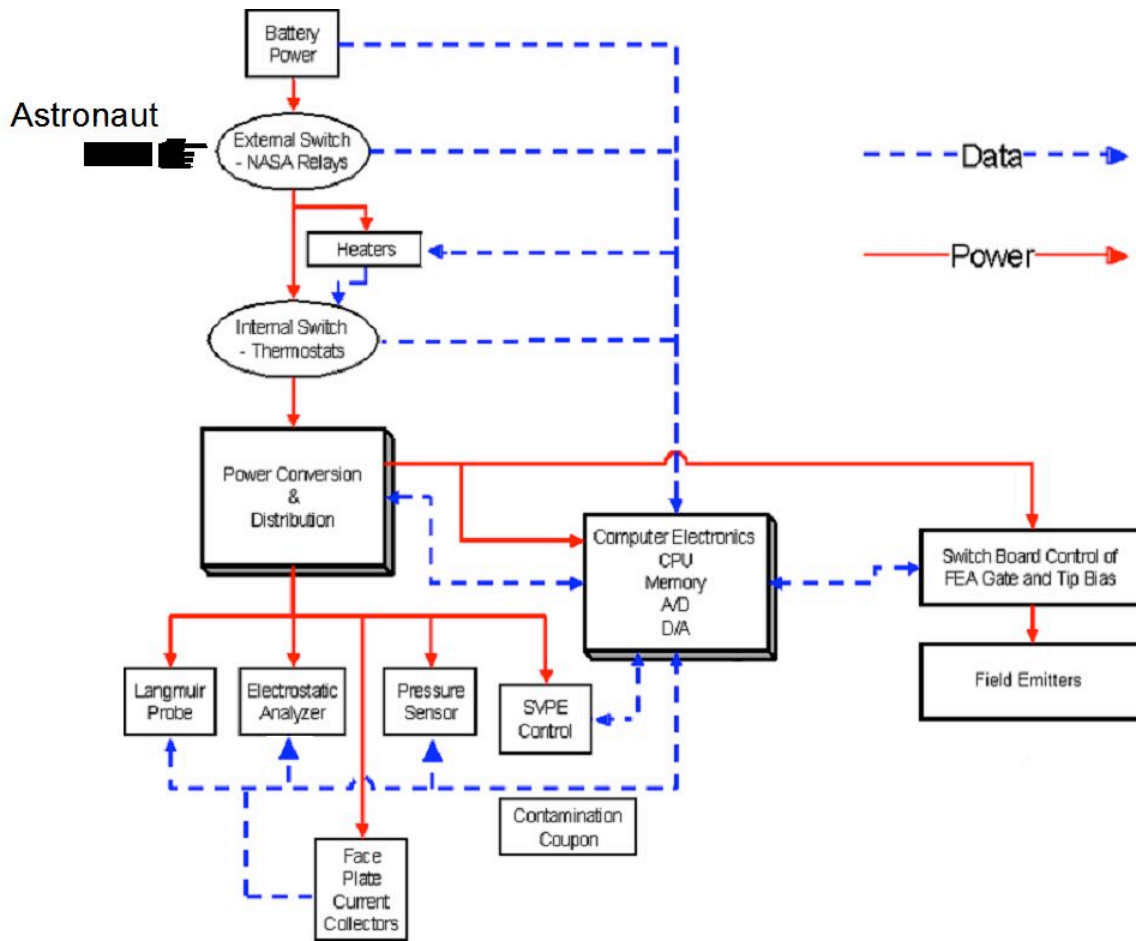 Battery
Power
Astronaut
External Switch
- NASA Relays
Data
Heaters
Power
Internal Switch
- Thermostats
Power Conversion
&
Distribution
Computer Electronics
CPU
Memory
A/D
D/A
Switch Board Control of
FEA Gate and Tip Bias
Langmuir
Probe
Electrostatic
Analyzer
Pressure
Sensor
SVPE
Control
Field Emitters
Contamination
Coupon
Face
Plate
Current
Collectors